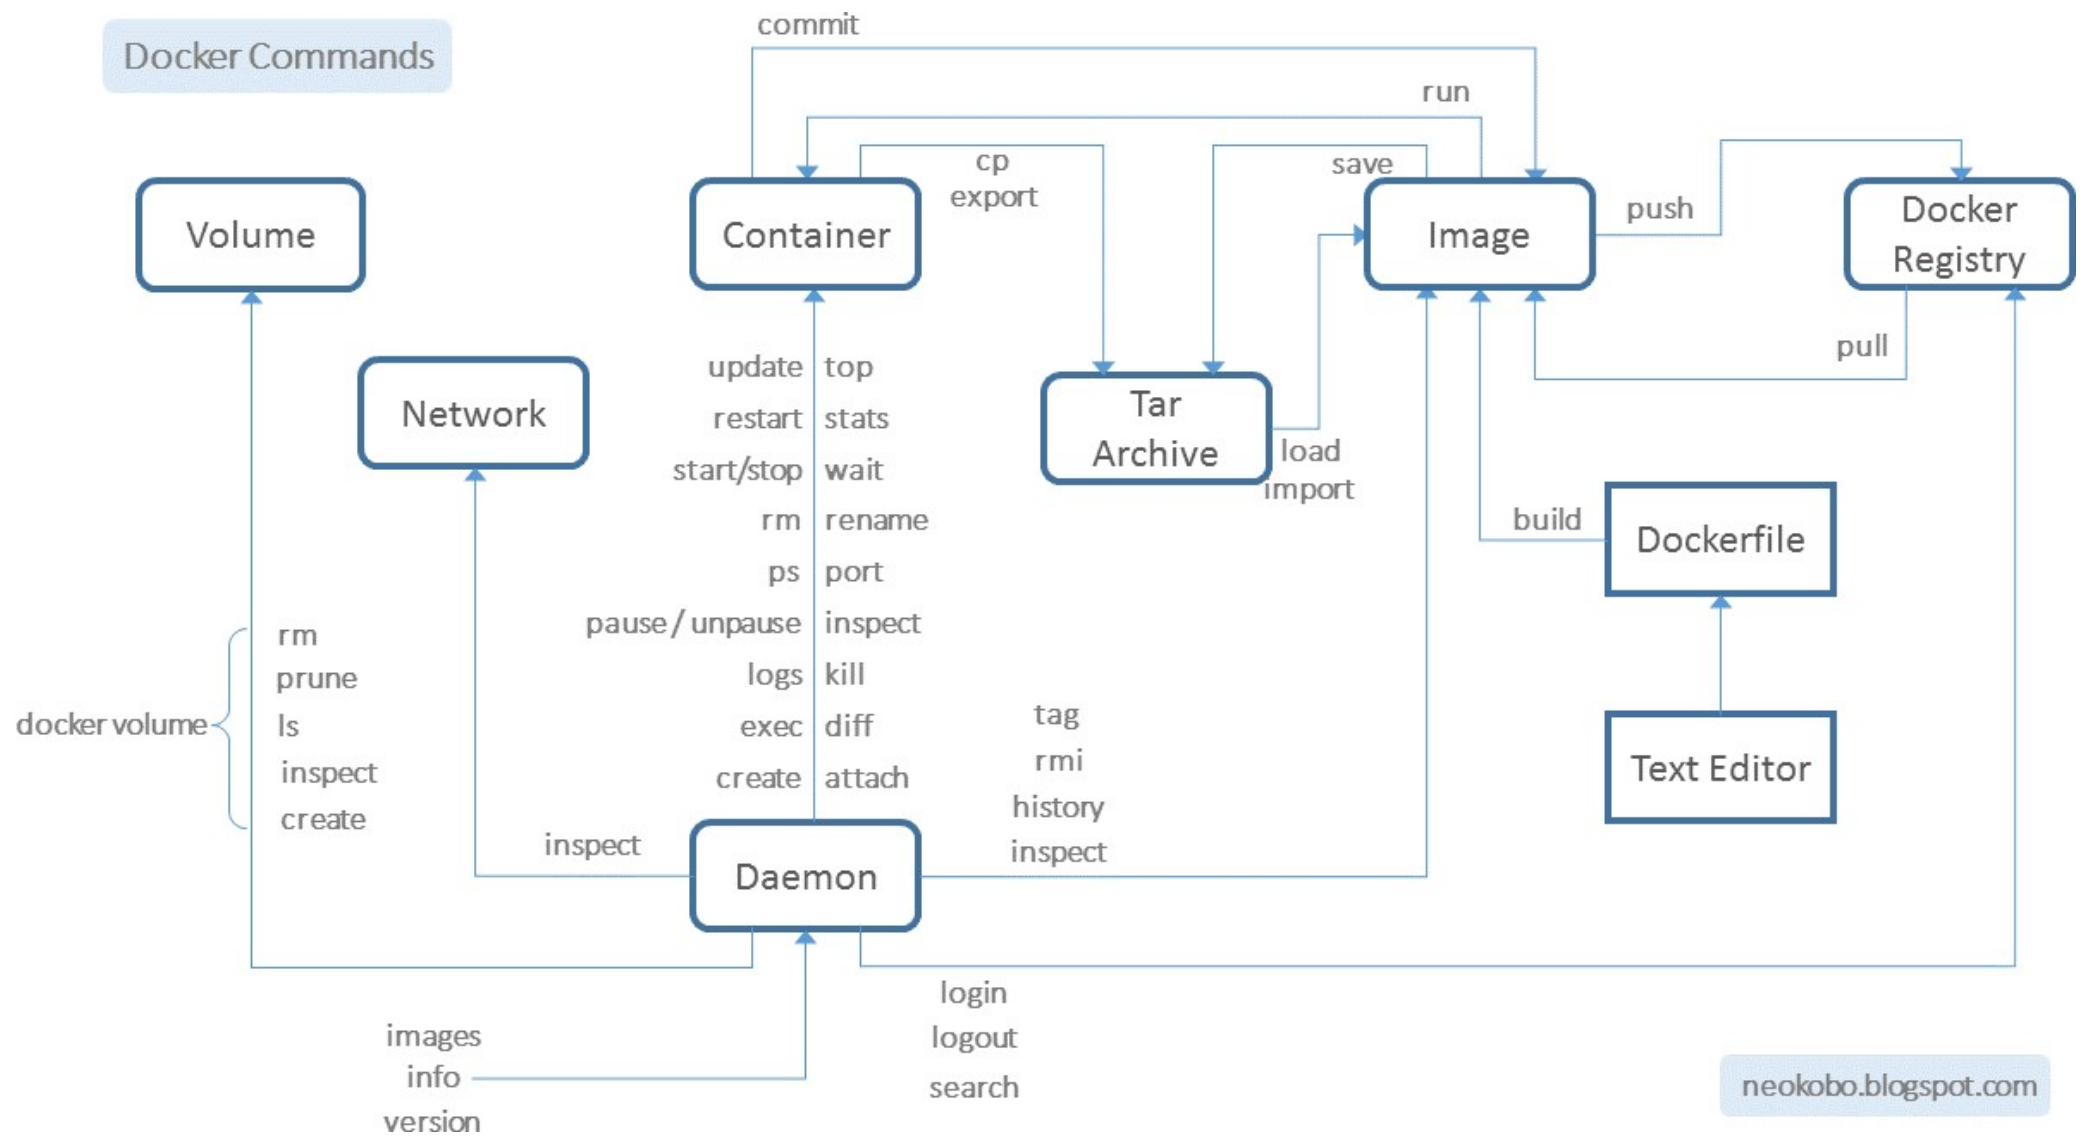 Docker Commands
commit
run
cp
export
save
Volume
Container
Image
push
Docker
Registry
pull
Network
Tar
Archive
load
import
update top
restart stats
start/stop wait
rm rename
ps port
pause / unpause inspect
logs kill
exec diff
create attach
build
Dockerfile
Text Editor
docker volume
rm
prune
ls
inspect
create
tag
rmi
history
inspect
inspect
Daemon
login
logout
search
images
info
version
neokobo.blogspot.com